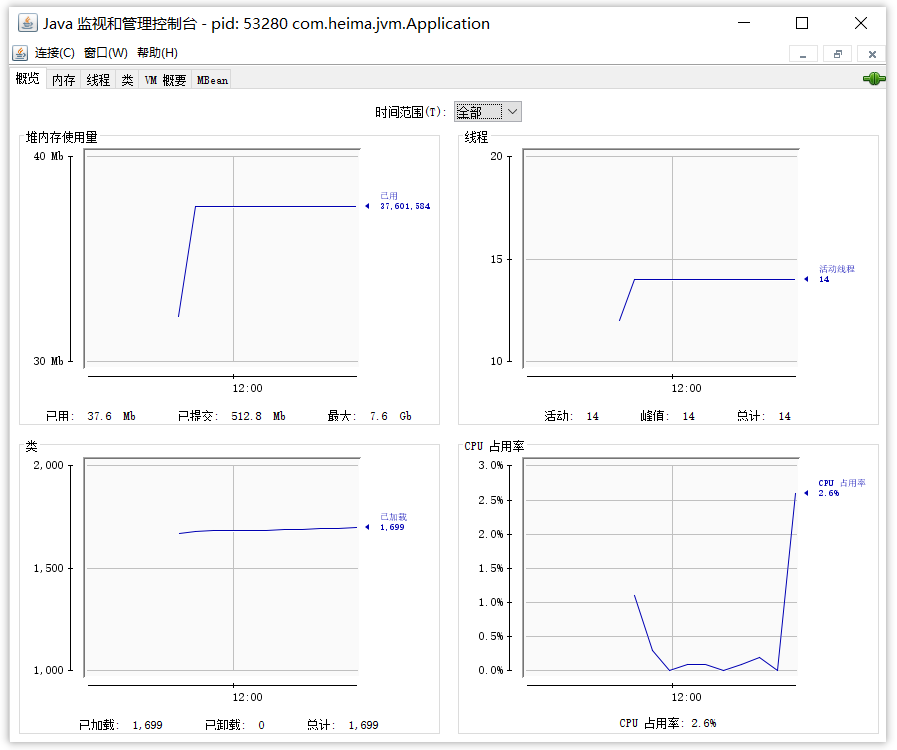 Java 监视和管理控制台 - pid: 53280 com.heima.jvm.Application
连接(C) 窗口(W) 帮助(H)
概览 内存 线程 类 VM 概要 MBean
时间范围(T): 全部
堆内存使用量
40 Mb
30 Mb
已用
37,601,584
12:00
已用: 37.6 Mb 已提交: 512.8 Mb 最大: 7.6 Gb
线程
20
15
10
活动线程
14
12:00
活动: 14 峰值: 14 总计: 14
类
2,000
1,500
1,000
已加载
1,699
12:00
已加载: 1,699 已卸载: 0 总计: 1,699
CPU 占用率
3.0%
2.5%
2.0%
1.5%
1.0%
0.5%
0.0%
CPU 占用率
2.6%
12:00
CPU 占用率: 2.6%